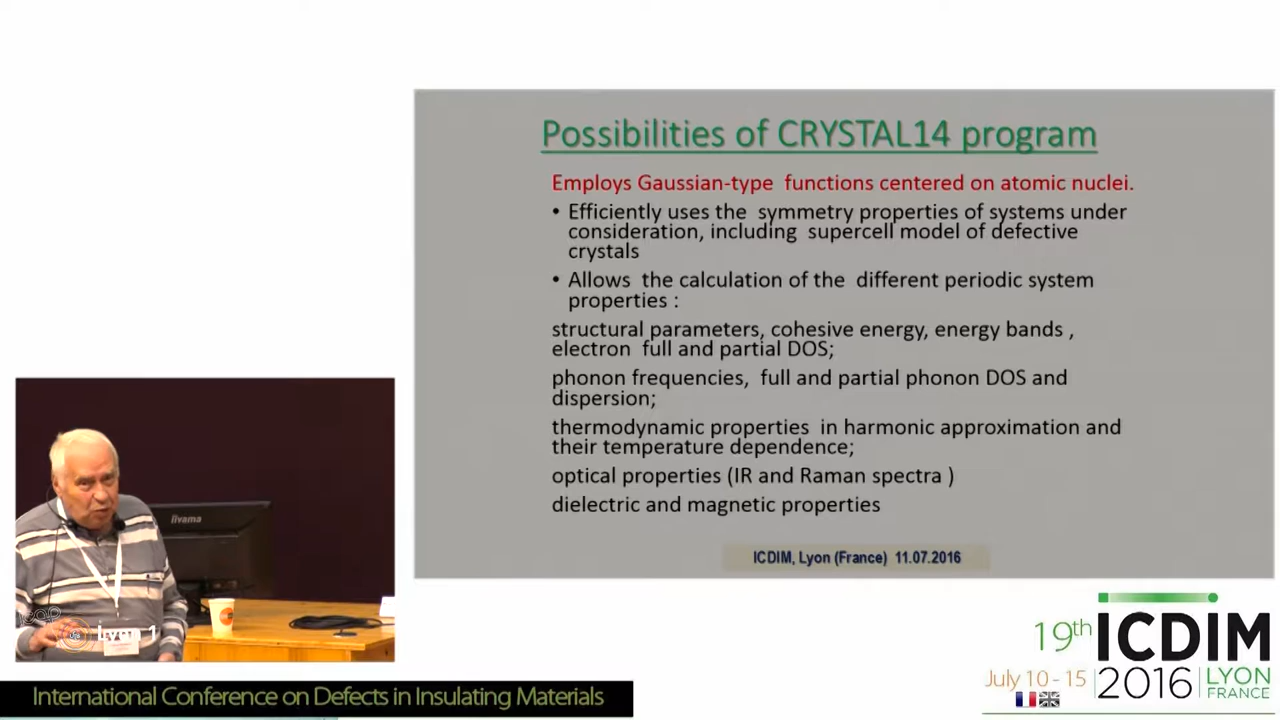 Possibilities of CRYSTAL14 program
Employs Gaussian-type functions centered on atomic nuclei.
• Efficiently uses the symmetry properties of systems under
consideration, including supercell model of defective
crystals
• Allows the calculation of the different periodic system
properties :
structural parameters, cohesive energy, energy bands ,
electron full and partial DOS;
phonon frequencies, full and partial phonon DOS and
dispersion;
thermodynamic properties in harmonic approximation and
their temperature dependence;
optical properties (IR and Raman spectra )
dielectric and magnetic properties
ICDIM, Lyon (France) 11.07.2016
iiyama
Lyon 1
19th ICDIM
July 10 - 15 2016 LYON
FRANCE
International Conference on Defects in Insulating Materials